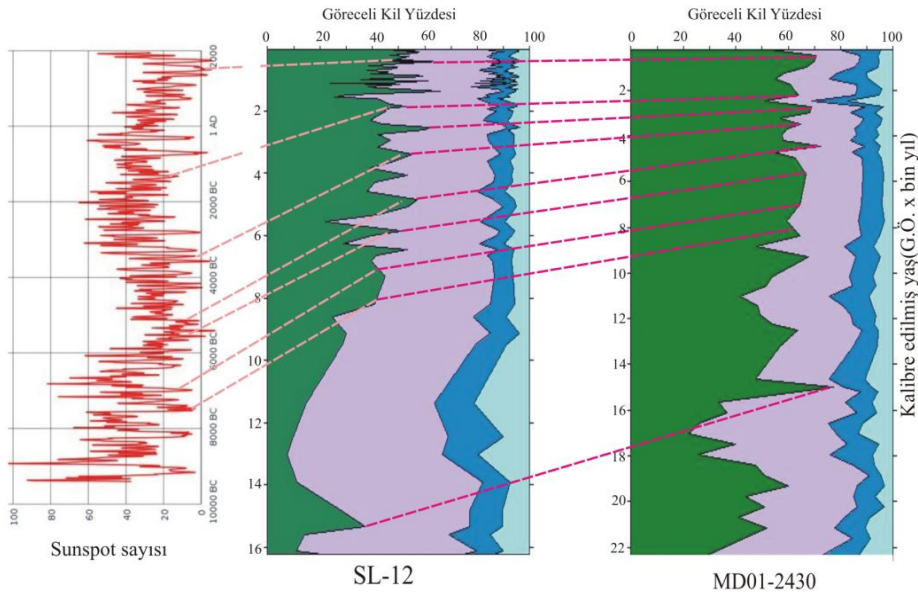 Göreceli Kil Yüzdesi
Göreceli Kil Yüzdesi
0 20 40 60 80 100
0 20 40 60 80 100
2000
1 AD
2000 BC
4000 BC
6000 BC
8000 BC
10000 BC
100 80 60 40 20 0
Sunspot sayısı
2
4
6
8
10
12
14
16
SL-12
2
4
6
8
10
12
14
16
18
20
22
MD01-2430
Kalibre edilmiş yaş(G.Ö. x bin yıl)